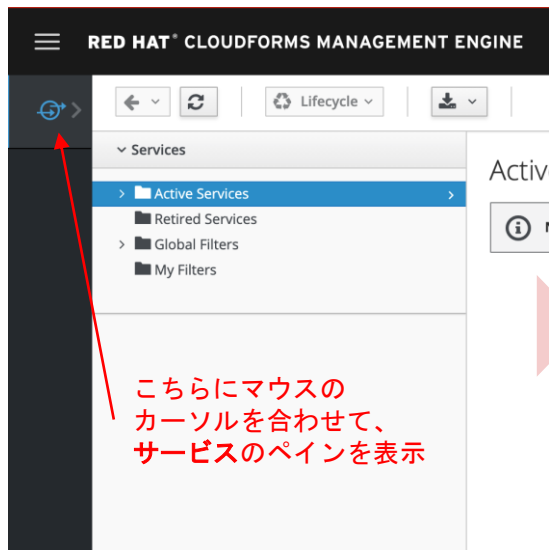 RED HAT® CLOUDFORMS MANAGEMENT ENGINE
Lifecycle
Services
Active Services
Retired Services
Global Filters
My Filters
Activ
こちらにマウスの
カーソルを合わせて、
サービスのペインを表示